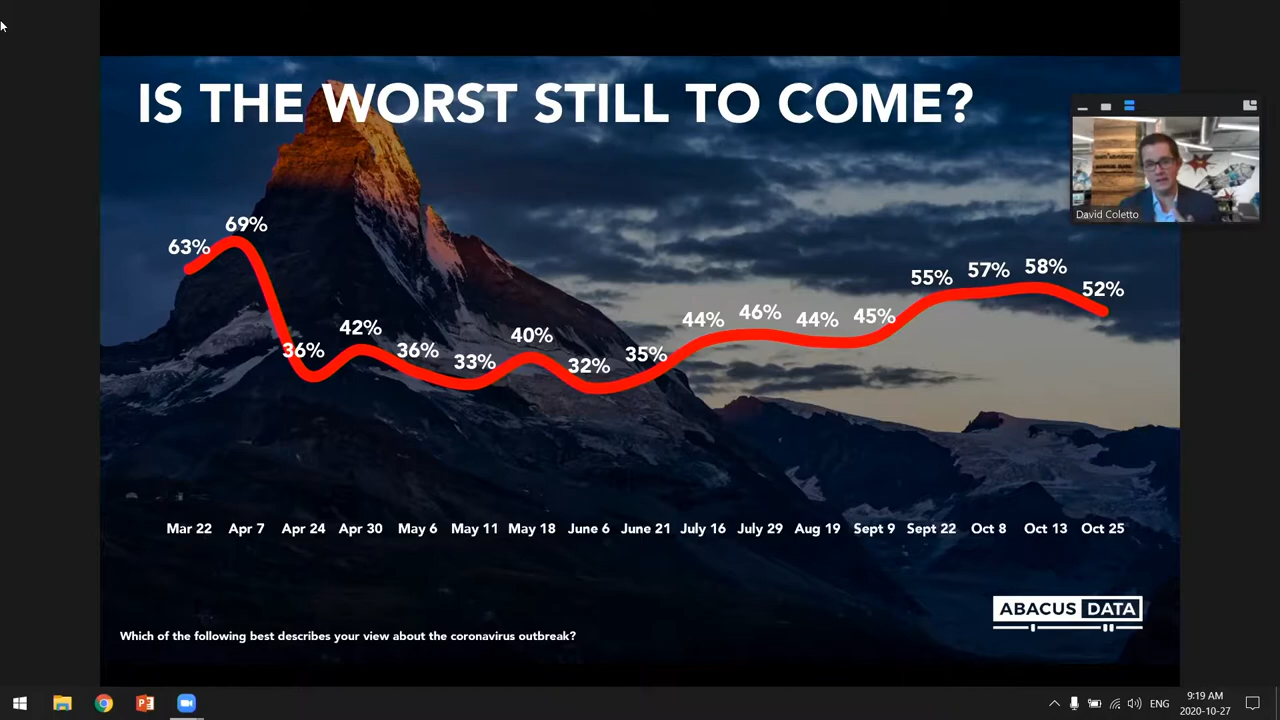 IS THE WORST STILL TO COME?
David Coletto
63%
69%
36%
42%
36%
33%
40%
32%
35%
44%
46%
44%
45%
55%
57%
58%
52%
Mar 22 Apr 7 Apr 24 Apr 30 May 6 May 11 May 18 June 6 June 21 July 16 July 29 Aug 19 Sept 9 Sept 22 Oct 8 Oct 13 Oct 25
ABACUS DATA
Which of the following best describes your view about the coronavirus outbreak?
ENG
9:19 AM
2020-10-27